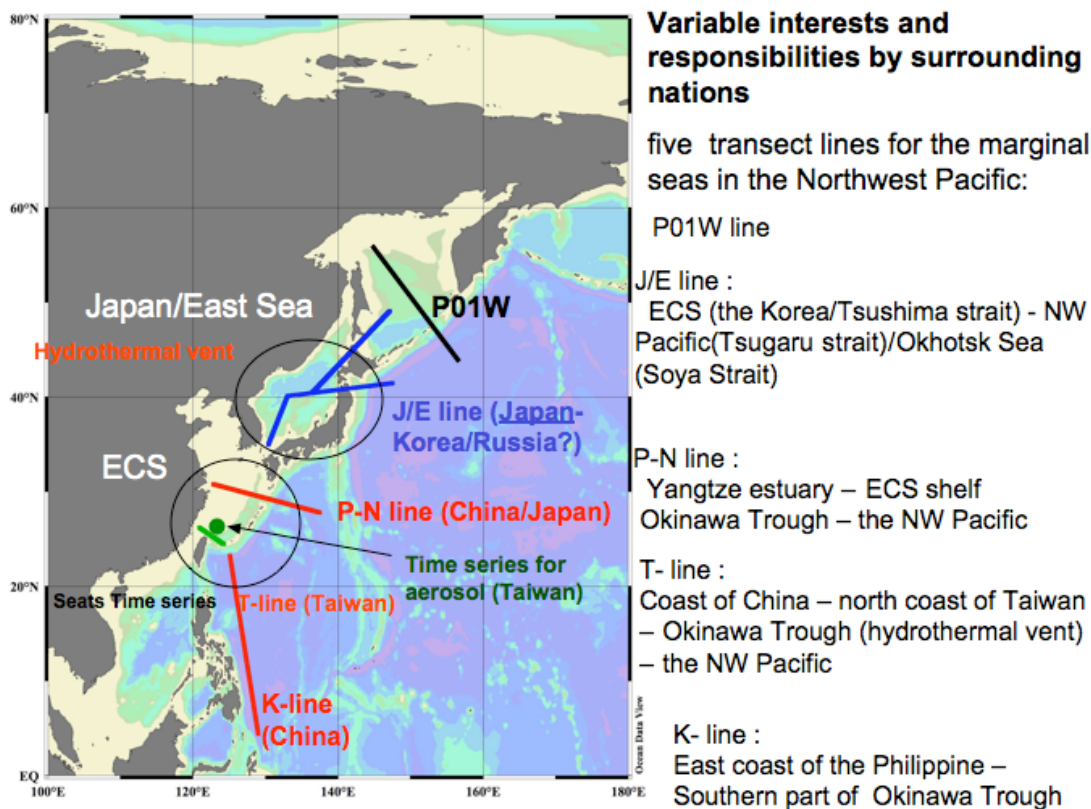 80°N
60°N
40°N
20°N
EQ
100°E
120°E
140°E
160°E
180°E
Japan/East Sea
Hydrothermal vent
P01W
J/E line (Japan-
Korea/Russia?)
ECS
P-N line (China/Japan)
Time series for
aerosol (Taiwan)
Seats Time series
T-line (Taiwan)
K-line
(China)
Ocean Data View
Variable interests and
responsibilities by surrounding
nations
five transect lines for the marginal
seas in the Northwest Pacific:
P01W line
J/E line :
ECS (the Korea/Tsushima strait) - NW
Pacific(Tsugaru strait)/Okhotsk Sea
(Soya Strait)
P-N line :
Yangtze estuary – ECS shelf
Okinawa Trough – the NW Pacific
T- line :
Coast of China – north coast of Taiwan
– Okinawa Trough (hydrothermal vent)
– the NW Pacific
K- line :
East coast of the Philippine –
Southern part of Okinawa Trough